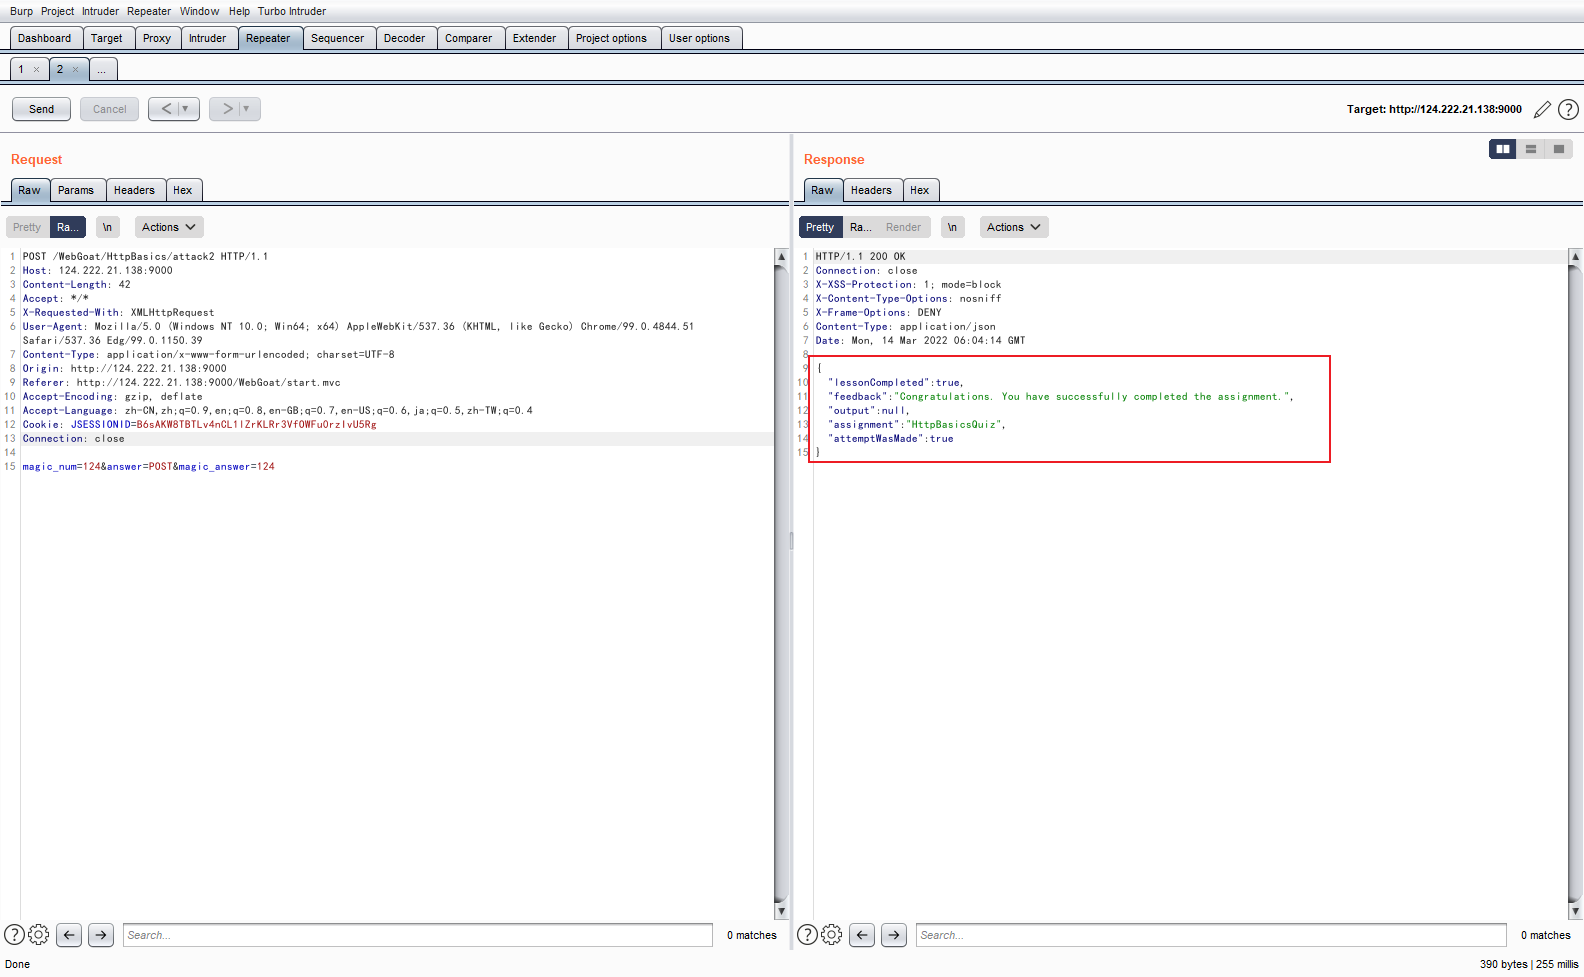 Burp Project Intruder Repeater Window Help Turbo Intruder
Dashboard Target Proxy Intruder Repeater Sequencer Decoder Comparer Extender Project options User options
1 × 2 × ...
Send Cancel < > Target: http://124.222.21.138:9000 ?
Request
Raw Params Headers Hex
Pretty Ra... \n Actions
1 POST /WebGoat/HttpBasics/attack2 HTTP/1.1
2 Host: 124.222.21.138:9000
3 Content-Length: 42
4 Accept: */*
5 X-Requested-With: XMLHttpRequest
6 User-Agent: Mozilla/5.0 (Windows NT 10.0; Win64; x64) AppleWebKit/537.36 (KHTML, like Gecko) Chrome/99.0.4844.51
Safari/537.36 Edg/99.0.1150.39
7 Content-Type: application/x-www-form-urlencoded; charset=UTF-8
8 Origin: http://124.222.21.138:9000
9 Referer: http://124.222.21.138:9000/WebGoat/start.mvc
10 Accept-Encoding: gzip, deflate
11 Accept-Language: zh-CN,zh;q=0.9,en;q=0.8,en-GB;q=0.7,en-US;q=0.6,ja;q=0.5,zh-TW;q=0.4
12 Cookie: JSESSIONID=
13 Connection: close
14
15 magic_num=124&answer=POST&magic_answer=124
? Search... 0 matches
Response
Raw Headers Hex
Pretty Ra... Render \n Actions
1 HTTP/1.1 200 OK
2 Connection: close
3 X-XSS-Protection: 1; mode=block
4 X-Content-Type-Options: nosniff
5 X-Frame-Options: DENY
6 Content-Type: application/json
7 Date: Mon, 14 Mar 2022 06:04:14 GMT
8
9 {
10 "lessonCompleted":true,
11 "feedback":"Congratulations. You have successfully completed the assignment.",
12 "output":null,
13 "assignment":"HttpBasicsQuiz",
14 "attemptWasMade":true
15 }
? Search... 0 matches
Done 390 bytes | 255 millis